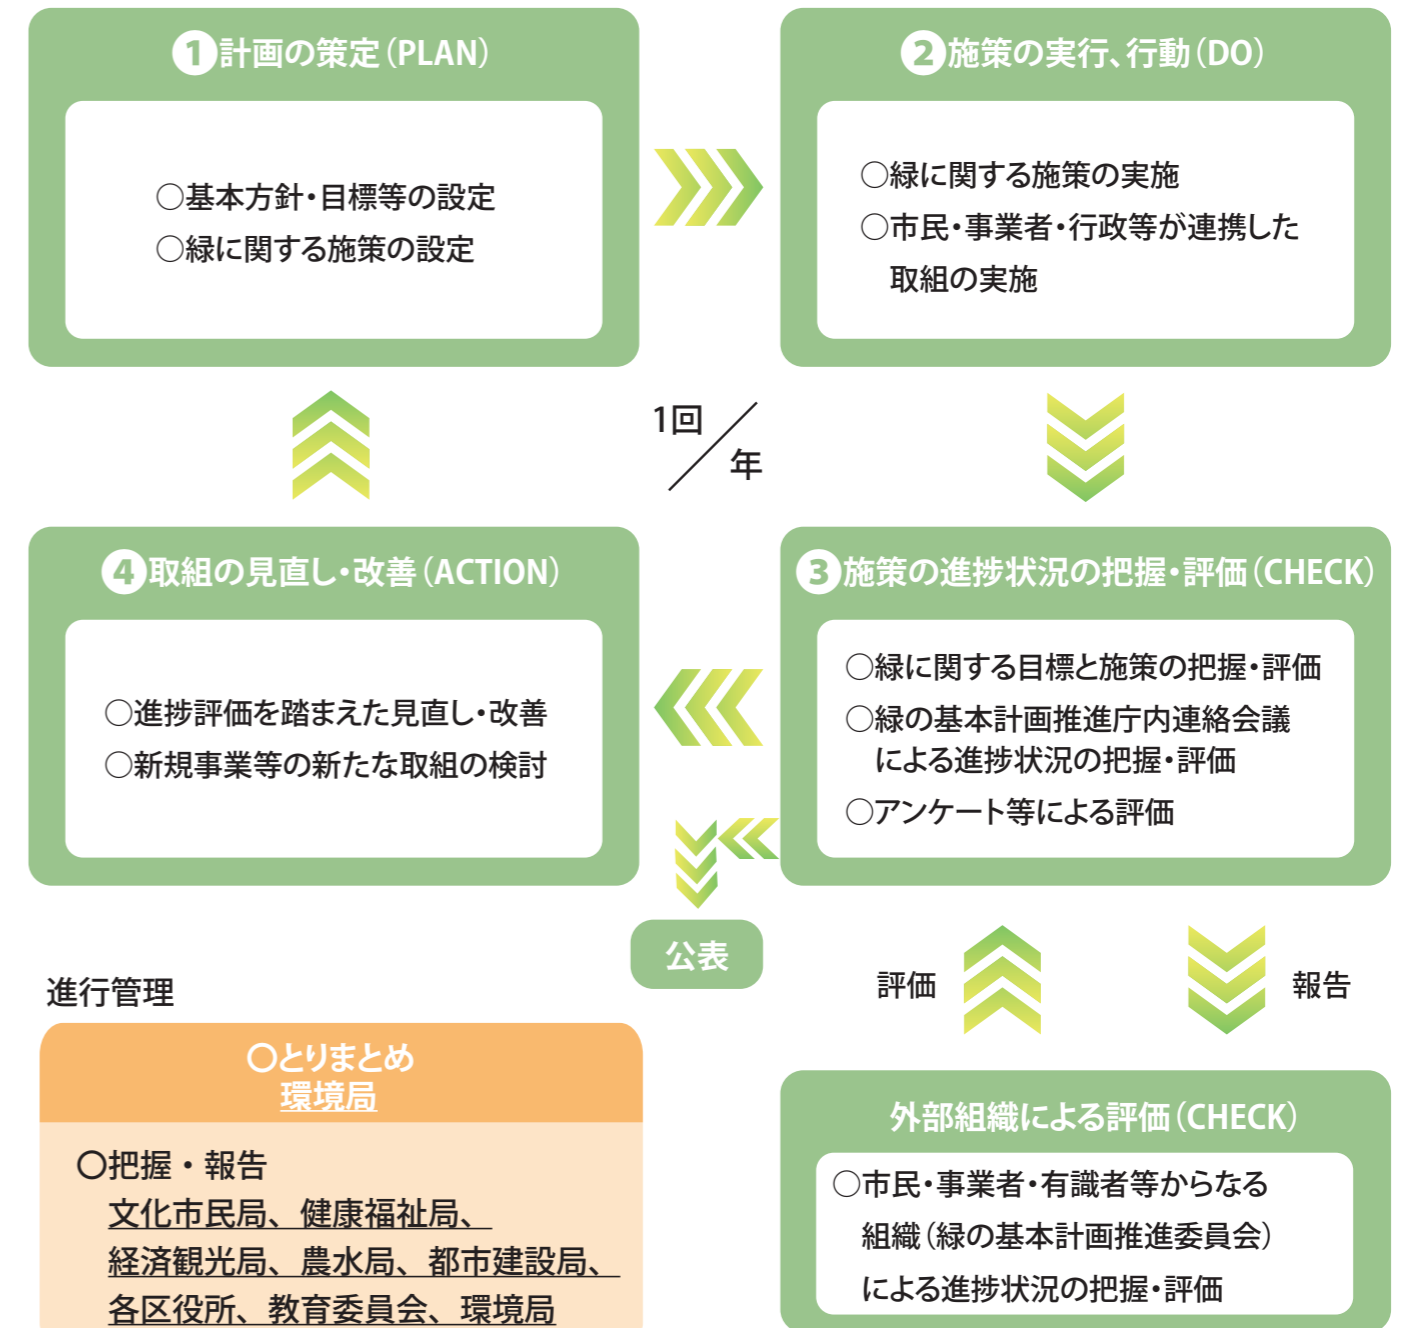 ❶計画の策定（PLAN）
○基本方針・目標等の設定
○緑に関する施策の設定
❷施策の実行、行動（DO）
○緑に関する施策の実施
○市民・事業者・行政等が連携した
取組の実施
1回／年
❹取組の見直し・改善（ACTION）
○進捗評価を踏まえた見直し・改善
○新規事業等の新たな取組の検討
❸施策の進捗状況の把握・評価（CHECK）
○緑に関する目標と施策の把握・評価
○緑の基本計画推進庁内連絡会議
による進捗状況の把握・評価
○アンケート等による評価
公表
評価
報告
進行管理
〇とりまとめ
環境局
〇把握・報告
文化市民局、健康福祉局、
経済観光局、農水局、都市建設局、
各区役所、教育委員会、環境局
外部組織による評価（CHECK）
○市民・事業者・有識者等からなる
組織（緑の基本計画推進委員会）
による進捗状況の把握・評価